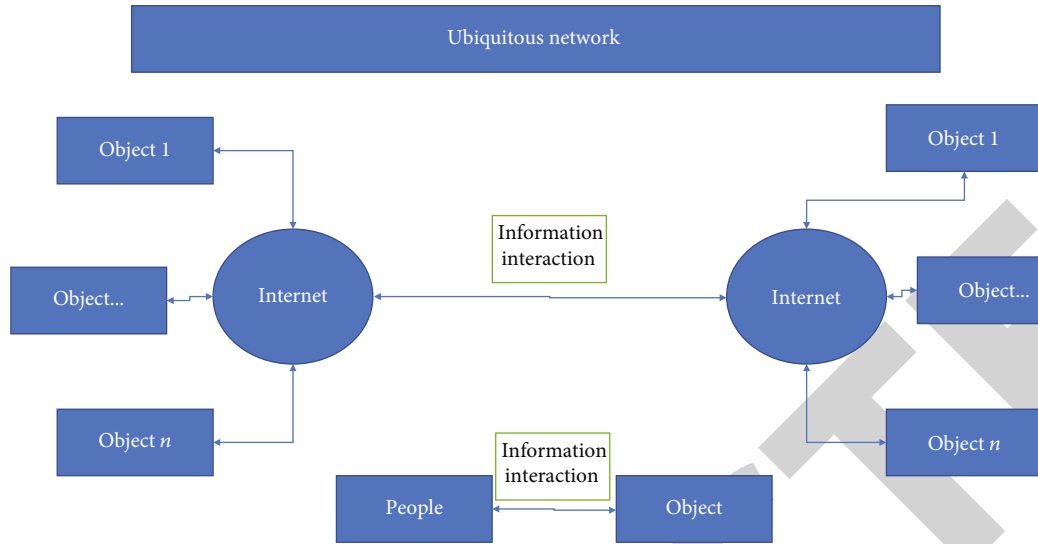 Ubiquitous network
Object 1
Object 1
Information
interaction
Object...
Internet
Internet
Object...
Object n
Object n
Information
interaction
People
Object